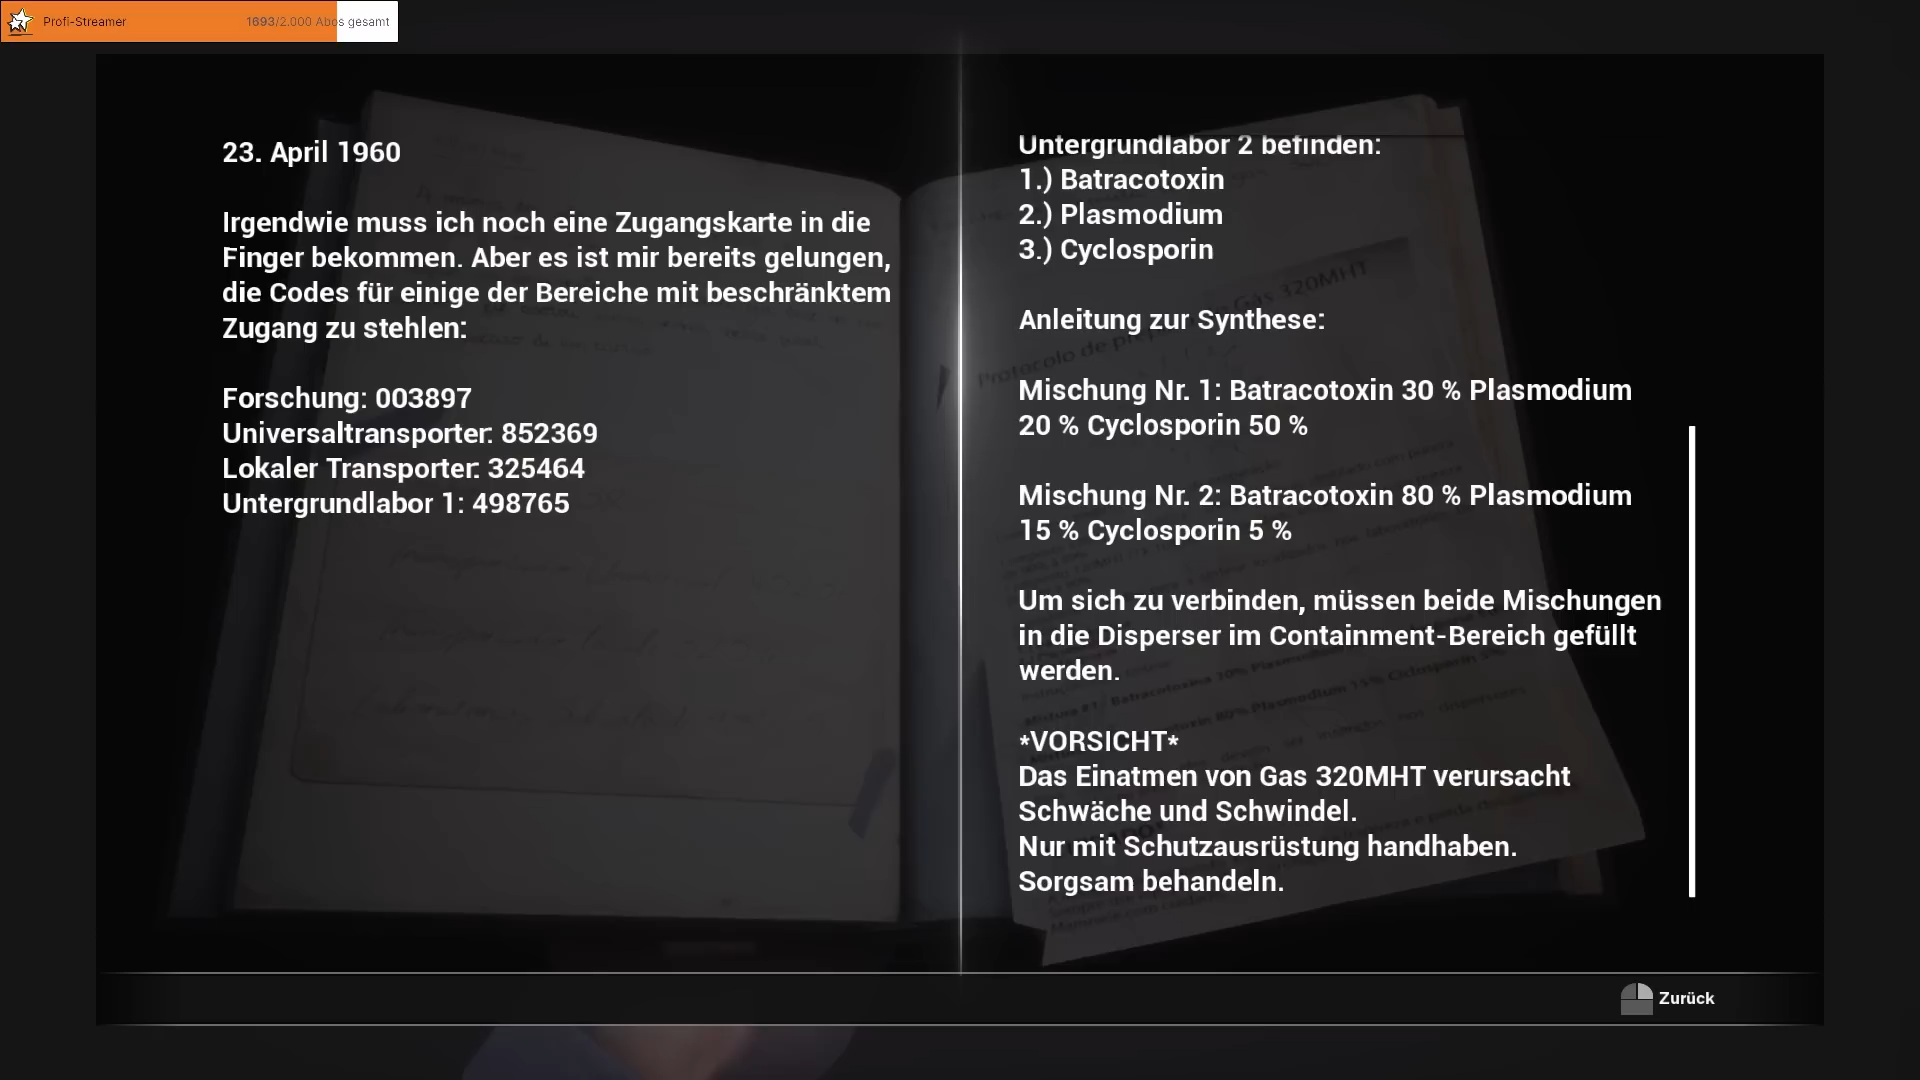 Profi-Streamer
1693/2.000 Abos gesamt
23. April 1960
Irgendwie muss ich noch eine Zugangskarte in die
Finger bekommen. Aber es ist mir bereits gelungen,
die Codes für einige der Bereiche mit beschränktem
Zugang zu stehlen:
Forschung: 003897
Universaltransporter: 852369
Lokaler Transporter: 325464
Untergrundlabor 1: 498765
Untergrundlabor 2 befinden:
1.) Batracotoxin
2.) Plasmodium
3.) Cyclosporin
Anleitung zur Synthese:
Mischung Nr. 1: Batracotoxin 30 % Plasmodium
20 % Cyclosporin 50 %
Mischung Nr. 2: Batracotoxin 80 % Plasmodium
15 % Cyclosporin 5 %
Um sich zu verbinden, müssen beide Mischungen
in die Disperser im Containment-Bereich gefüllt
werden.
*VORSICHT*
Das Einatmen von Gas 320MHT verursacht
Schwäche und Schwindel.
Nur mit Schutzausrüstung handhaben.
Sorgsam behandeln.
Zurück